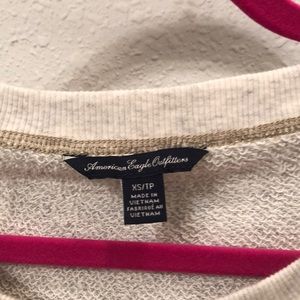 American Eagle Outfitters
XS/TP
MADE IN
VIETNAM
FABRIQUÉ AU
VIETNAM